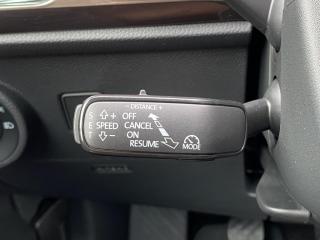 - DISTANCE +
S + OFF
E SPEED CANCEL
T - ON
RESUME
MODE